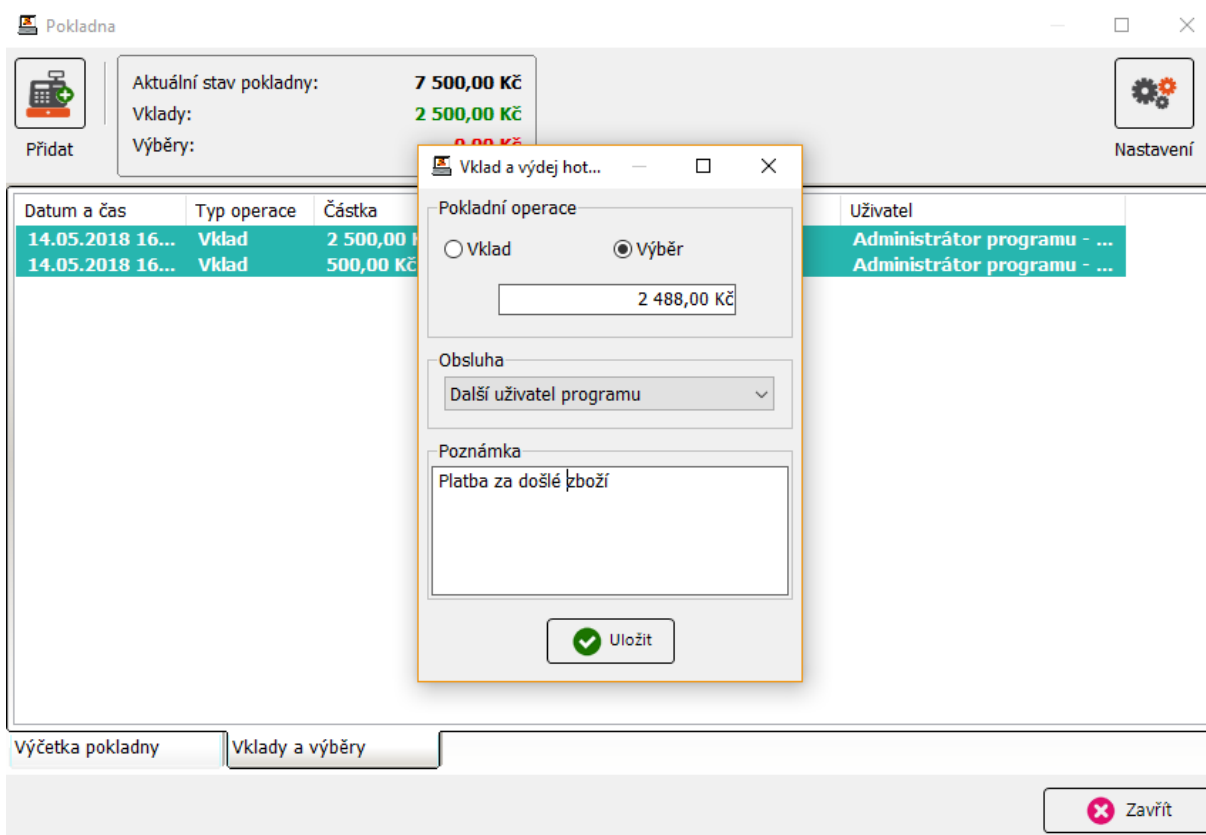 Pokladna
Aktuální stav pokladny: 7 500,00 Kč
Vklady: 2 500,00 Kč
Výběry: 0,00 Kč
Přidat
Nastavení
Vklad a výdej hot...
Datum a čas Typ operace Částka Uživatel
14.05.2018 16... Vklad 2 500,00 Administrátor programu - ...
14.05.2018 16... Vklad 500,00 Kč Administrátor programu - ...
Pokladní operace
Vklad Výběr
2 488,00 Kč
Obsluha
Další uživatel programu
Poznámka
Platba za došlé zboží
Uložit
Výčetka pokladny Vklady a výběry
Zavřít